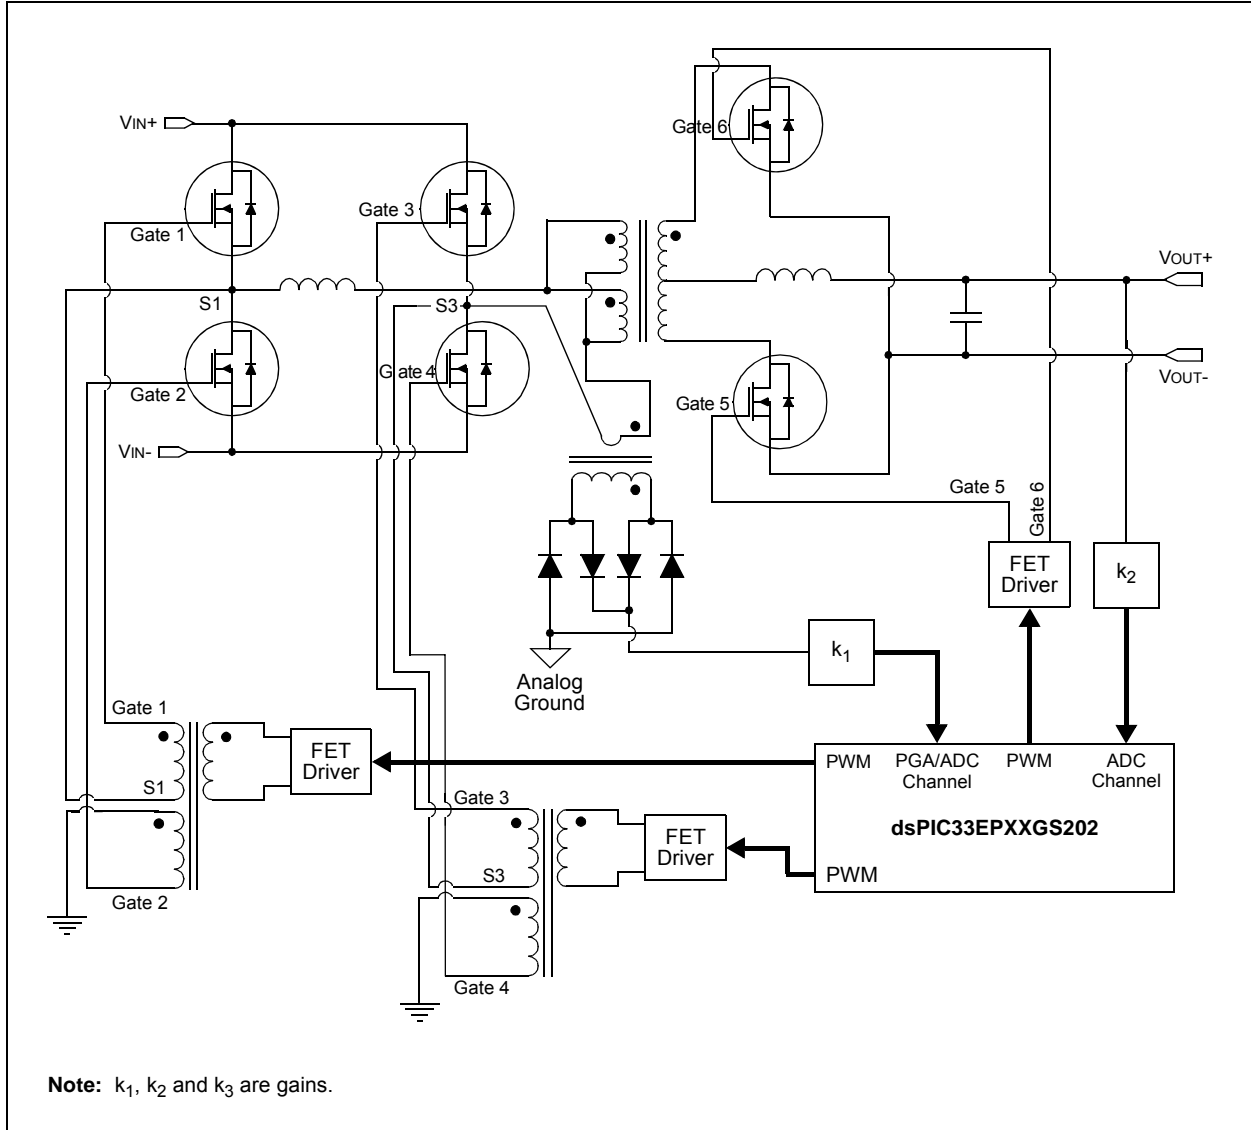 Gate 6
VIN+
Gate 3
Gate 1
VOUT+
S1
S3
Gate 4
VOUT-
Gate 2
Gate 5
VIN-
Gate 5
Gate 6
FET
Driver
k2
k1
Analog
Ground
Gate 1
FET
Driver
S1
Gate 2
PWM
PGA/ADC
Channel
PWM
ADC
Channel
dsPIC33EPXXGS202
PWM
Gate 3
FET
Driver
S3
Gate 4
Note: k1, k2 and k3 are gains.